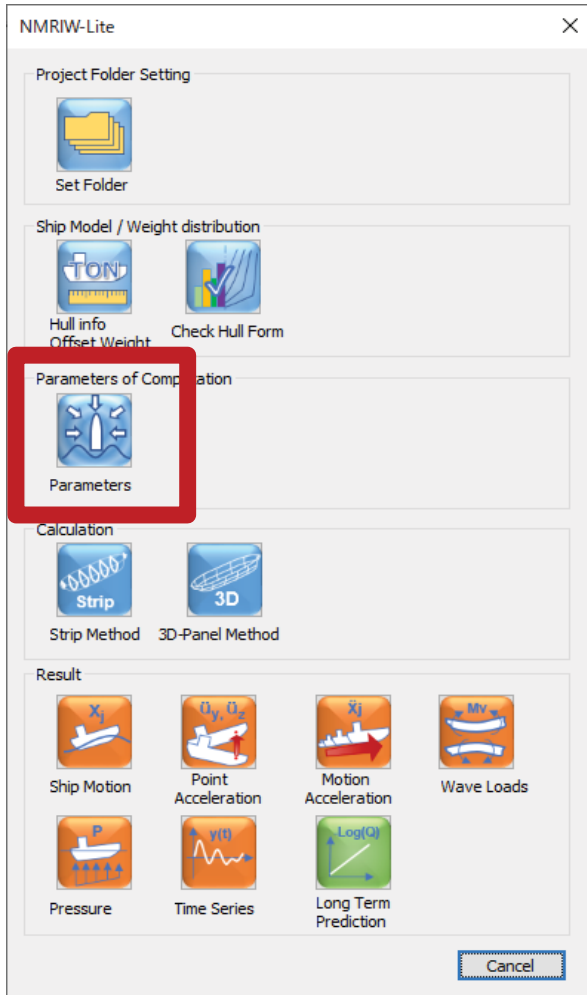 NMRIW-Lite
Project Folder Setting
Set Folder
Ship Model / Weight distribution
TON
Hull info
Offset Weight
Check Hull Form
Parameters of Computation
Parameters
Calculation
Strip
3D
Strip Method
3D-Panel Method
Result
Xj
Üy, Üz
Ẍj
Mv
Ship Motion
Point
Acceleration
Motion
Acceleration
Wave Loads
P
y(t)
Log(Q)
Pressure
Time Series
Long Term
Prediction
Cancel